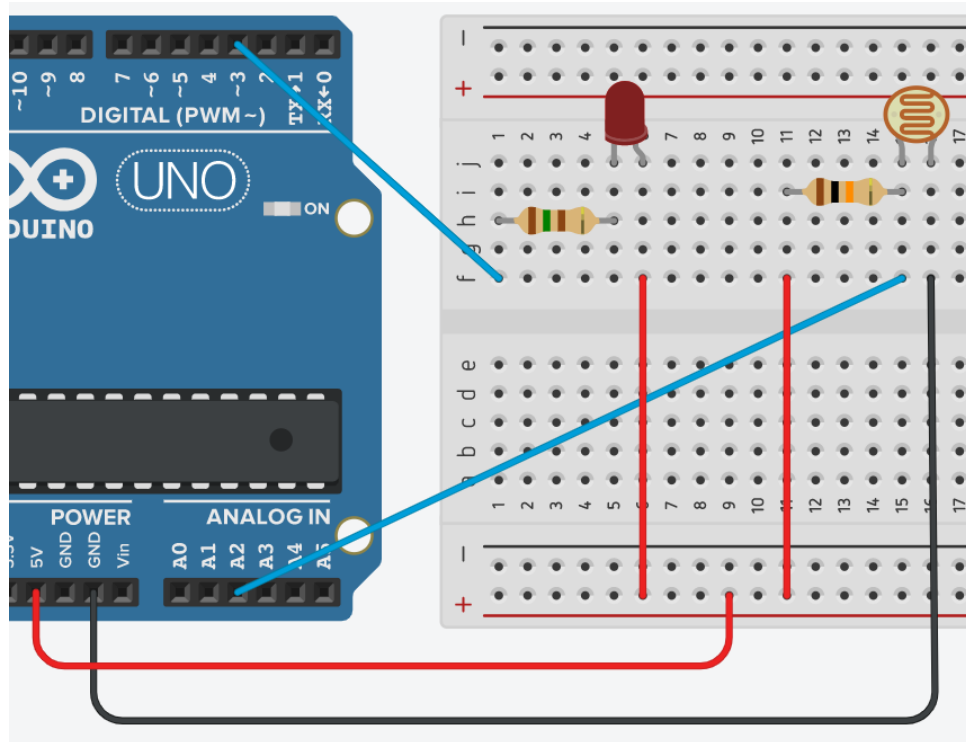 ~10 ~9 8 7 ~6 ~5 4 ~3 2 TX→1 RX←0
DIGITAL (PWM~)
UNO
ON
DUINO
POWER
ANALOG IN
3.3V 5V GND GND Vin A0 A1 A2 A3 A4 A5
−
+
1 2 3 4 5 6 7 8 9 10 11 12 13 14 15 16 17
j
i
h
g
f
e
d
c
b
a
1 2 3 4 5 6 7 8 9 10 11 12 13 14 15 16 17
−
+